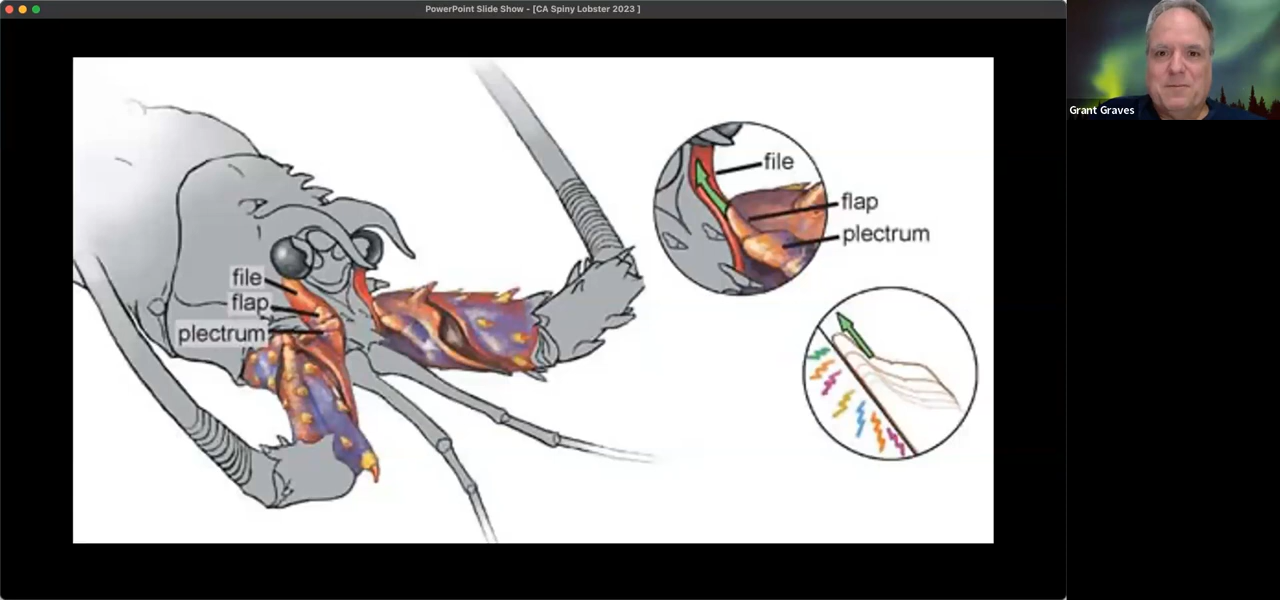 PowerPoint Slide Show - [CA Spiny Lobster 2023 ]
Grant Graves
file
flap
plectrum
file
flap
plectrum